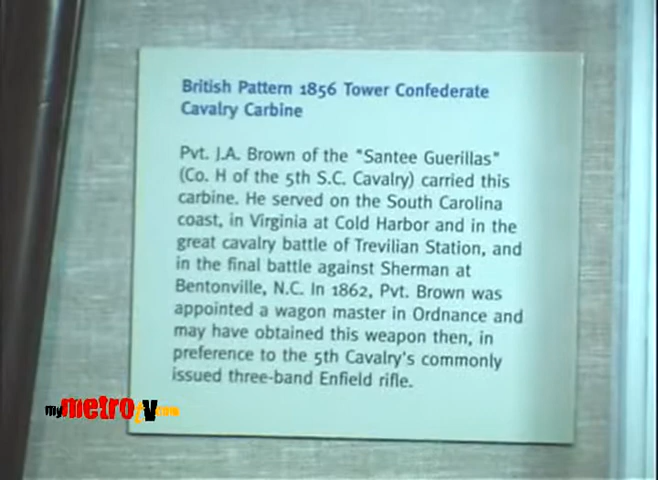 British Pattern 1856 Tower Confederate
Cavalry Carbine
Pvt. J.A. Brown of the "Santee Guerillas"
(Co. H of the 5th S.C. Cavalry) carried this
carbine. He served on the South Carolina
coast, in Virginia at Cold Harbor and in the
great cavalry battle of Trevilian Station, and
in the final battle against Sherman at
Bentonville, N.C. In 1862, Pvt. Brown was
appointed a wagon master in Ordnance and
may have obtained this weapon then, in
preference to the 5th Cavalry's commonly
issued three-band Enfield rifle.
mymetrotv.com